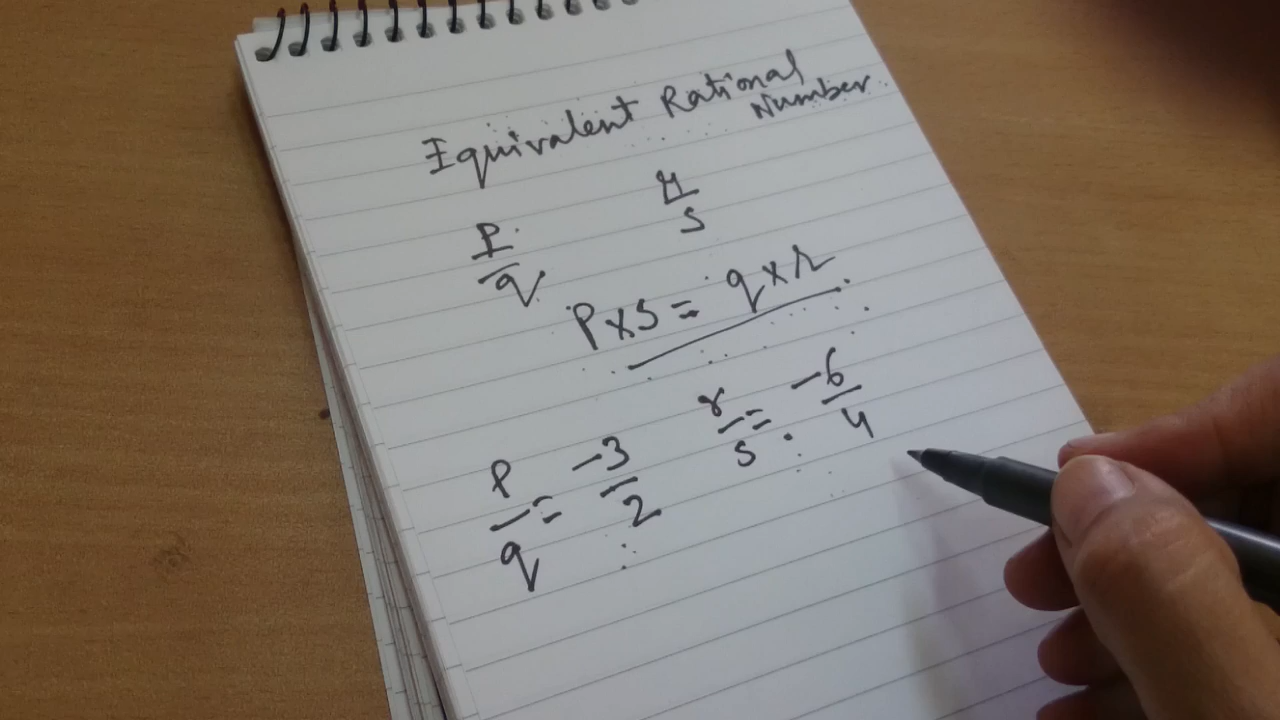 Equivalent Rational
Number
p/q r/s
p×s = q×r
p/q = -3/2 r/s = -6/4